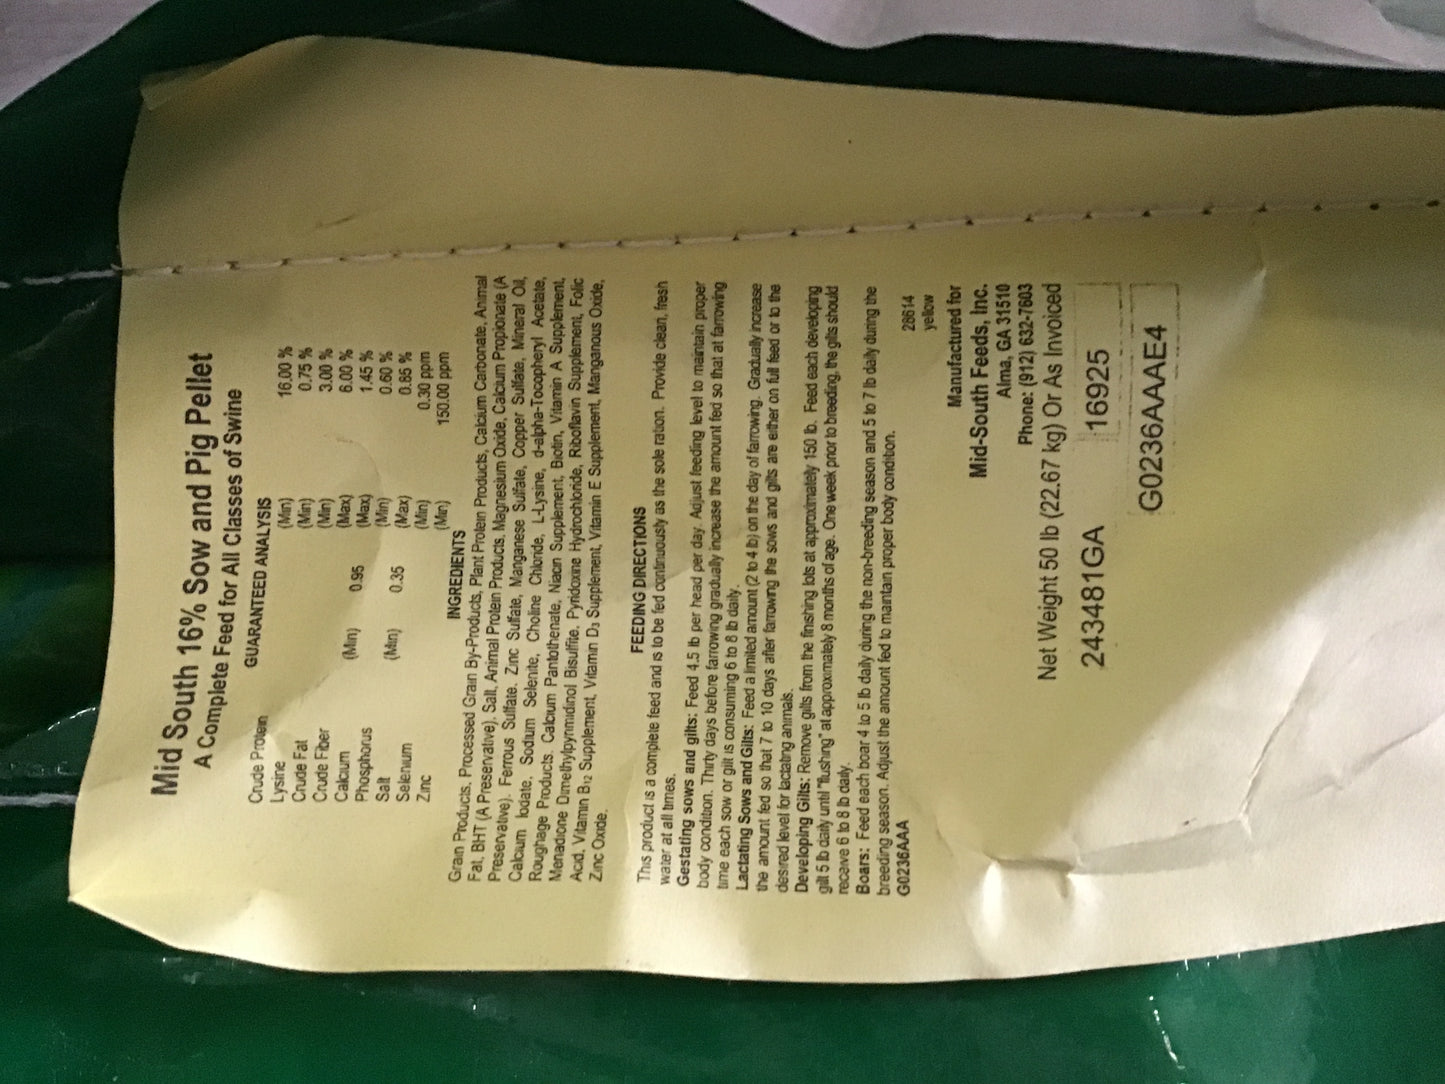 Mid South 16% Sow and Pig Pellet
A Complete Feed for All Classes of Swine
GUARANTEED ANALYSIS
Crude Protein (Min) 16.00 %
Lysine (Min) 0.75 %
Crude Fat (Min) 3.00 %
Crude Fiber (Max) 6.00 %
Calcium (Min) 0.95 (Max) 1.45 %
Phosphorus (Min) 0.60 %
Salt (Min) 0.35 (Max) 0.85 %
Selenium (Min) 0.30 ppm
Zinc (Min) 150.00 ppm
INGREDIENTS
Grain Products, Processed Grain By-Products, Plant Protein Products, Calcium Carbonate, Animal
Fat, BHT (A Preservative), Salt, Animal Protein Products, Magnesium Oxide, Calcium Propionate (A
Preservative), Ferrous Sulfate, Zinc Sulfate, Manganese Sulfate, Copper Sulfate, Mineral Oil,
Calcium Iodate, Sodium Selenite, Choline Chloride, L-Lysine, d-alpha-Tocopheryl Acetate,
Roughage Products, Calcium Pantothenate, Niacin Supplement, Biotin, Vitamin A Supplement,
Menadione Dimethylpyrimidinol Bisulfite, Pyridoxine Hydrochloride, Riboflavin Supplement, Folic
Acid, Vitamin B12 Supplement, Vitamin D3 Supplement, Vitamin E Supplement, Manganous Oxide,
Zinc Oxide.
FEEDING DIRECTIONS
This product is a complete feed and is to be fed continuously as the sole ration. Provide clean, fresh
water at all times.
Gestating sows and gilts: Feed 4.5 lb per head per day. Adjust feeding level to maintain proper
body condition. Thirty days before farrowing gradually increase the amount fed so that at farrowing
time each sow or gilt is consuming 6 to 8 lb daily.
Lactating Sows and Gilts: Feed a limited amount (2 to 4 lb) on the day of farrowing. Gradually increase
the amount fed so that 7 to 10 days after farrowing the sows and gilts are either on full feed or to the
desired level for lactating animals.
Developing Gilts: Remove gilts from the finishing lots at approximately 150 lb. Feed each developing
gilt 5 lb daily until "flushing" at approximately 8 months of age. One week prior to breeding, the gilts should
receive 6 to 8 lb daily.
Boars: Feed each boar 4 to 5 lb daily during the non-breeding season and 5 to 7 lb daily during the
breeding season. Adjust the amount fed to maintain proper body condition.
G0236AAA 28614
yellow
Manufactured for
Mid-South Feeds, Inc.
Alma, GA 31510
Phone: (912) 632-7603
Net Weight 50 lb (22.67 kg) Or As Invoiced
243481GA 16925
G0236AAAE4